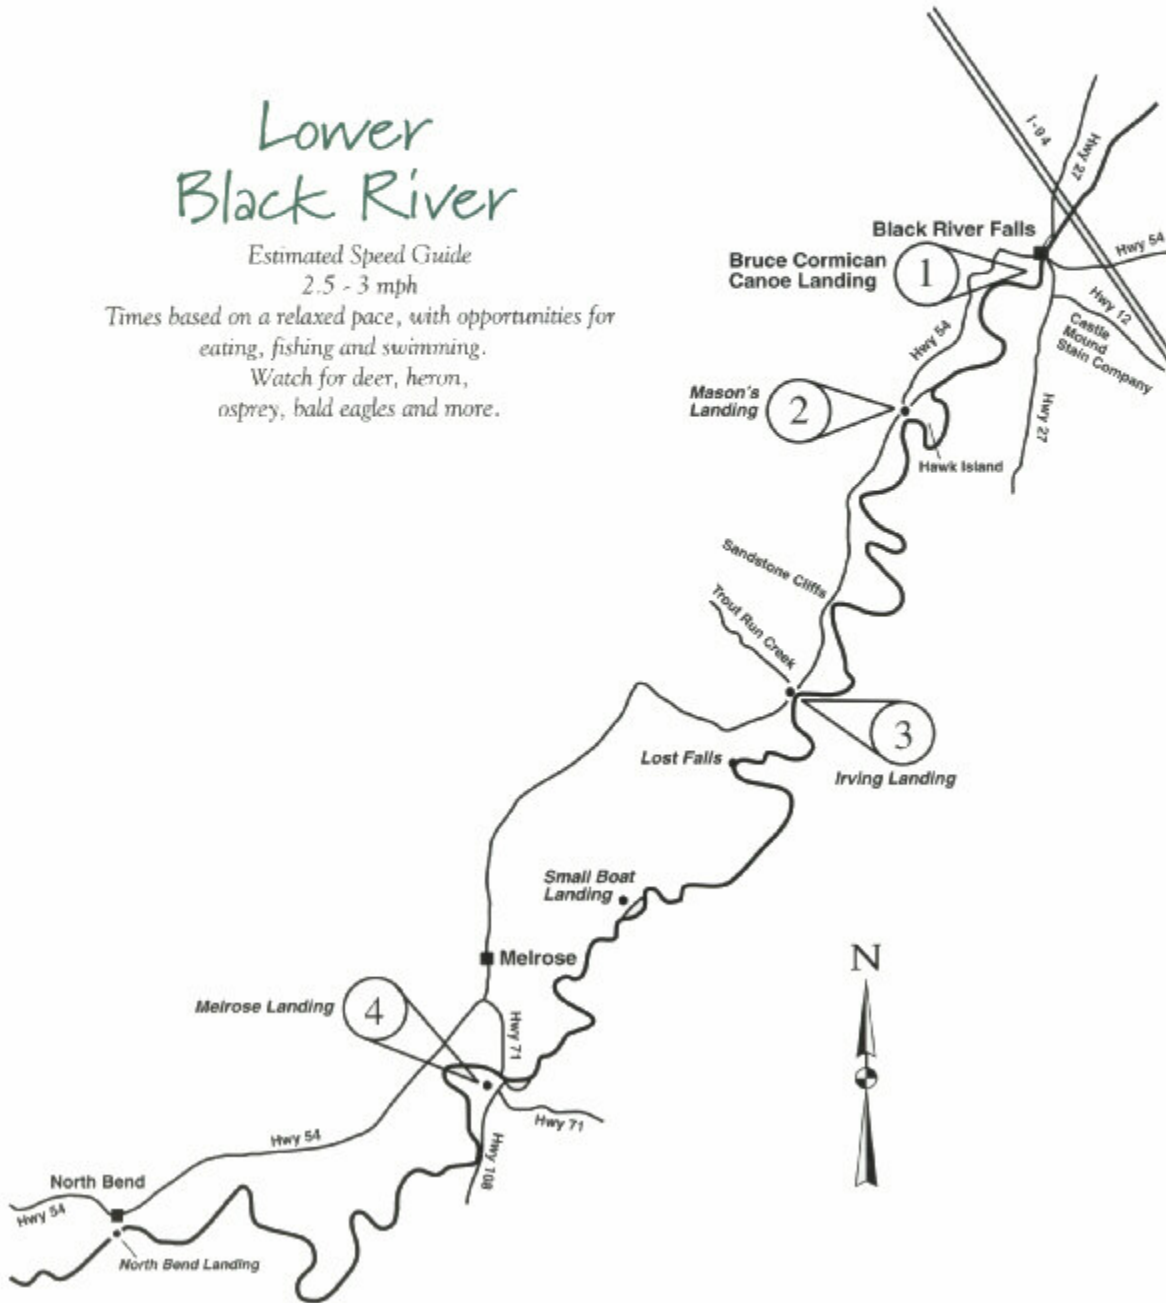 Lower
Black River
Estimated Speed Guide
2.5 - 3 mph
Times based on a relaxed pace, with opportunities for
eating, fishing and swimming.
Watch for deer, heron,
osprey, bald eagles and more.
I-94
Hwy 27
Black River Falls
Hwy 54
Bruce Cormican
Canoe Landing
1
Hwy 12
Castle
Mound
Stain Company
Hwy 54
Mason's
Landing
2
Hwy 27
Hawk Island
Sandstone Cliffs
Trout Run Creek
3
Irving Landing
Lost Falls
Small Boat
Landing
Melrose
N
Melrose Landing
4
Hwy 71
Hwy 71
Hwy 54
Hwy 108
North Bend
Hwy 54
North Bend Landing